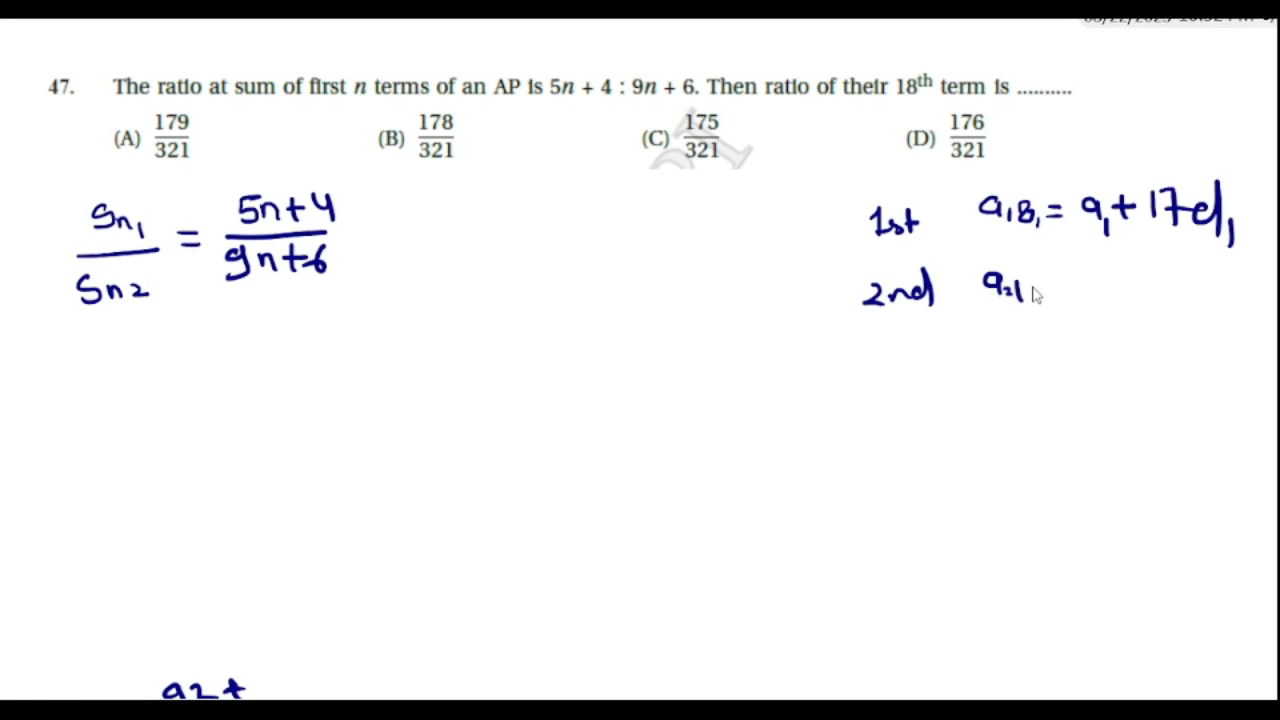 47. The ratio at sum of first n terms of an AP is 5n + 4 : 9n + 6. Then ratio of their 18th term is ..........
(A) 179/321 (B) 178/321 (C) 175/321 (D) 176/321
Sn1/Sn2 = 5n+4/9n+6
1st a181 = a1 + 17d1
2nd a21
a2 +